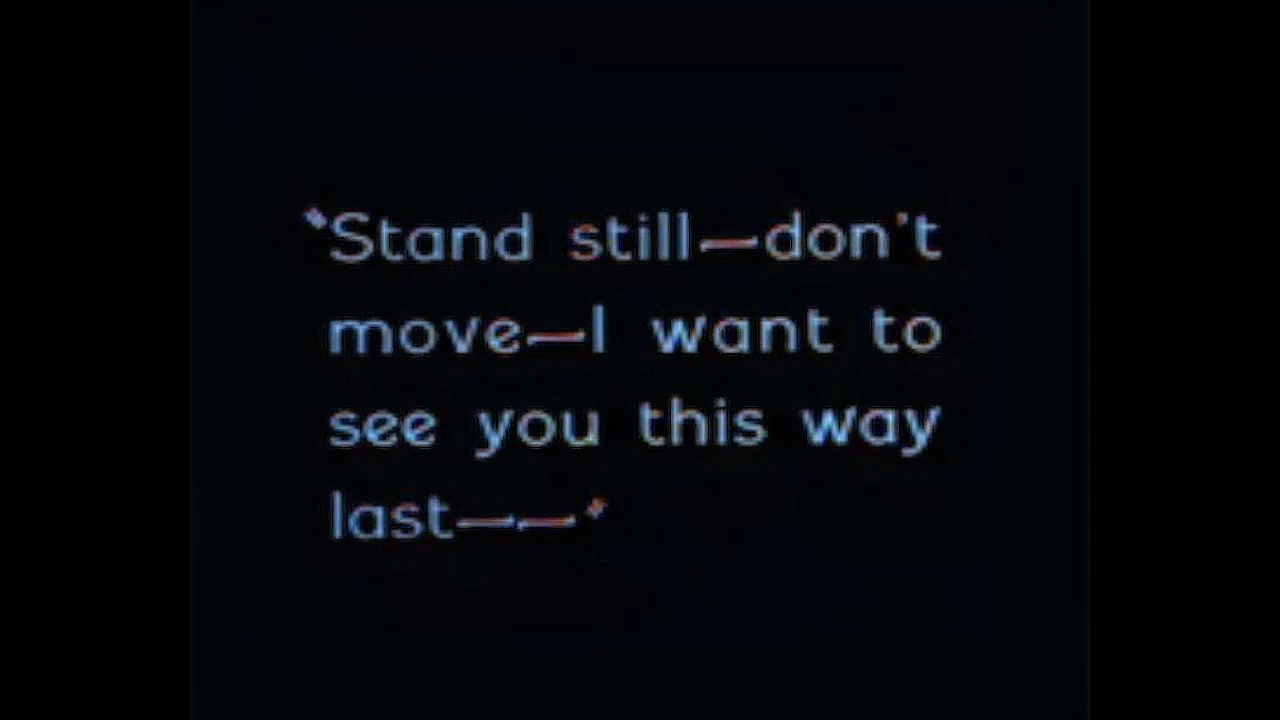 "Stand still—don't
move—I want to
see you this way
last——"